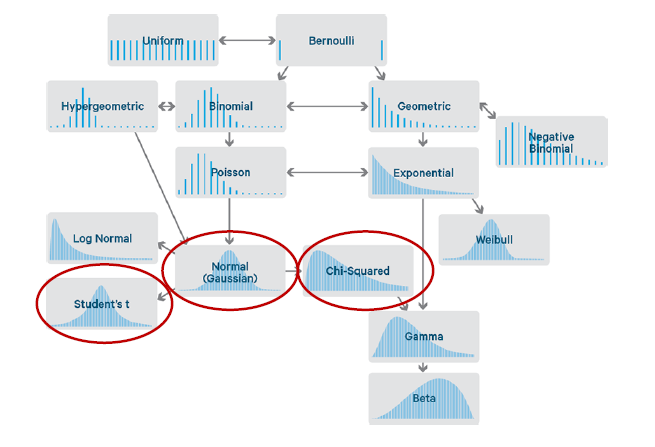 Uniform
Bernoulli
Hypergeometric
Binomial
Geometric
Negative
Binomial
Poisson
Exponential
Log Normal
Normal
(Gaussian)
Chi-Squared
Weibull
Student's t
Gamma
Beta